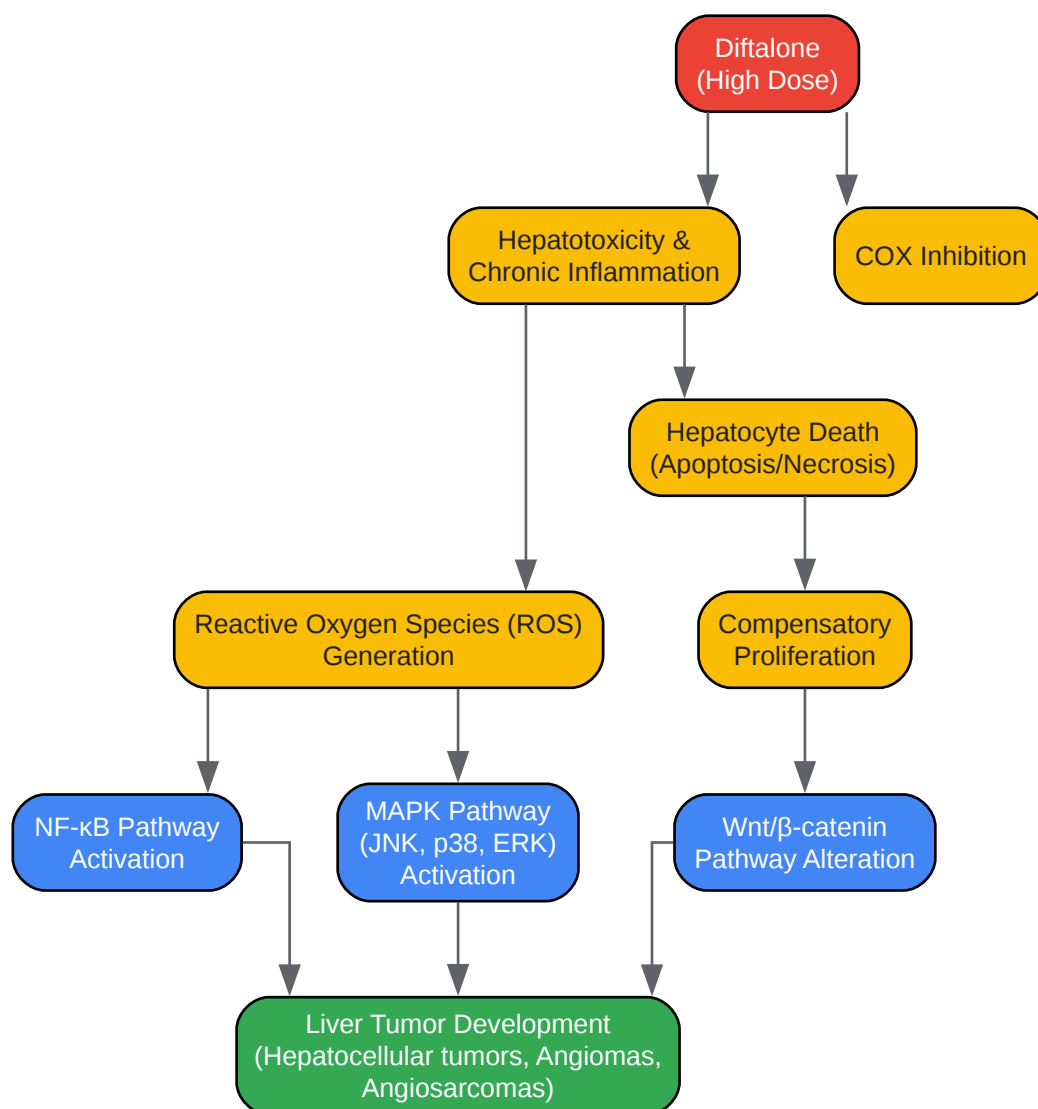 Diftalone
(High Dose)
Hepatotoxicity &
Chronic Inflammation
COX Inhibition
Hepatocyte Death
(Apoptosis/Necrosis)
Reactive Oxygen Species (ROS)
Generation
Compensatory
Proliferation
NF-κB Pathway
Activation
MAPK Pathway
(JNK, p38, ERK)
Activation
Wnt/β-catenin
Pathway Alteration
Liver Tumor Development
(Hepatocellular tumors, Angiomas,
Angiosarcomas)